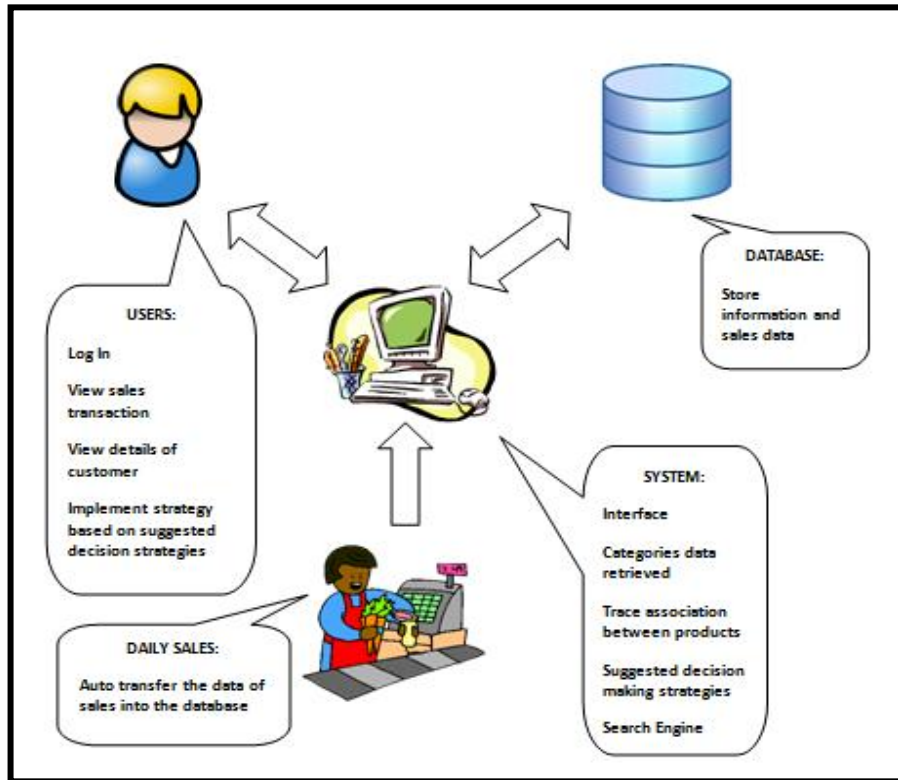 DATABASE:
Store
information and
sales data
USERS:
Log In
View sales
transaction
View details of
customer
Implement strategy
based on suggested
decision strategies
SYSTEM:
Interface
Categories data
retrieved
Trace association
between products
Suggested decision
making strategies
Search Engine
DAILY SALES:
Auto transfer the data of
sales into the database